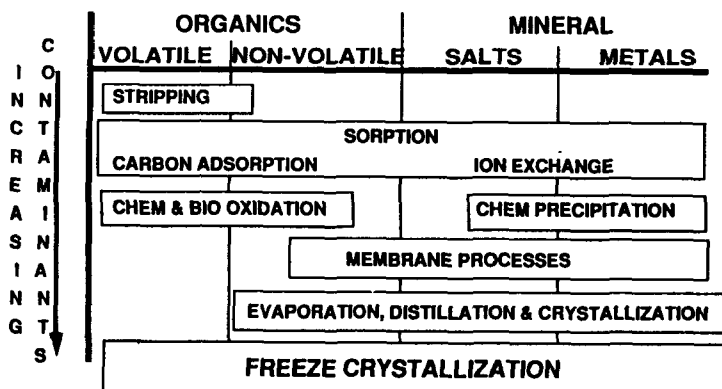 ORGANICS MINERAL
VOLATILE NON-VOLATILE SALTS METALS
INCREASING
CONTAMINANTS
STRIPPING
SORPTION
CARBON ADSORPTION ION EXCHANGE
CHEM & BIO OXIDATION CHEM PRECIPITATION
MEMBRANE PROCESSES
EVAPORATION, DISTILLATION & CRYSTALLIZATION
FREEZE CRYSTALLIZATION